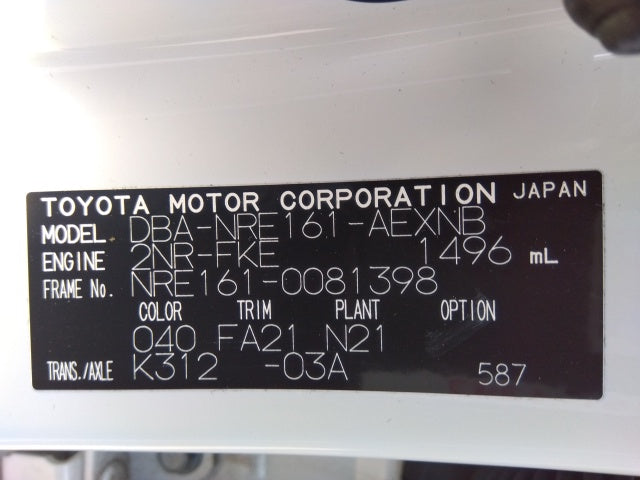 TOYOTA MOTOR CORPORATION JAPAN
MODEL DBA-NRE161-AEXNB
ENGINE 2NR-FKE 1496 mL
FRAME No. NRE161-0081398
COLOR TRIM PLANT OPTION
040 FA21 N21
TRANS./AXLE K312 -03A 587